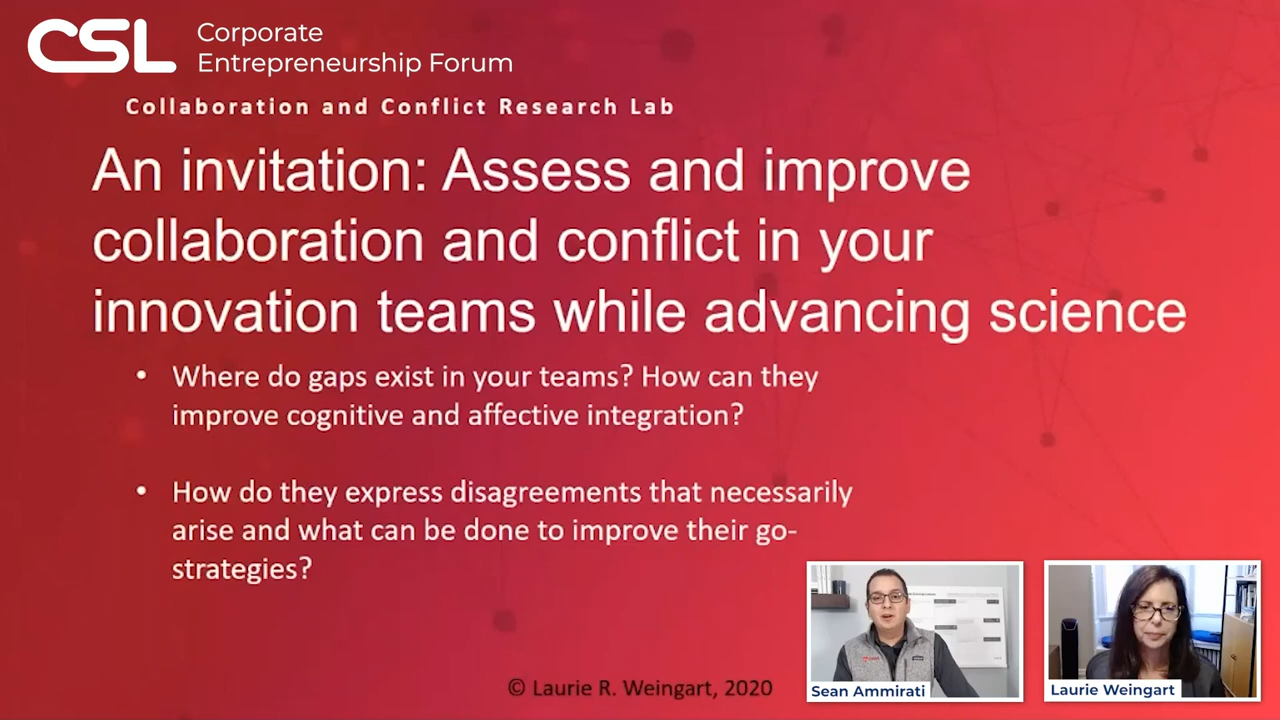 CSL
Corporate
Entrepreneurship Forum
Collaboration and Conflict Research Lab
An invitation: Assess and improve
collaboration and conflict in your
innovation teams while advancing science
• Where do gaps exist in your teams? How can they
improve cognitive and affective integration?
• How do they express disagreements that necessarily
arise and what can be done to improve their go-
strategies?
© Laurie R. Weingart, 2020
Sean Ammirati
Laurie Weingart